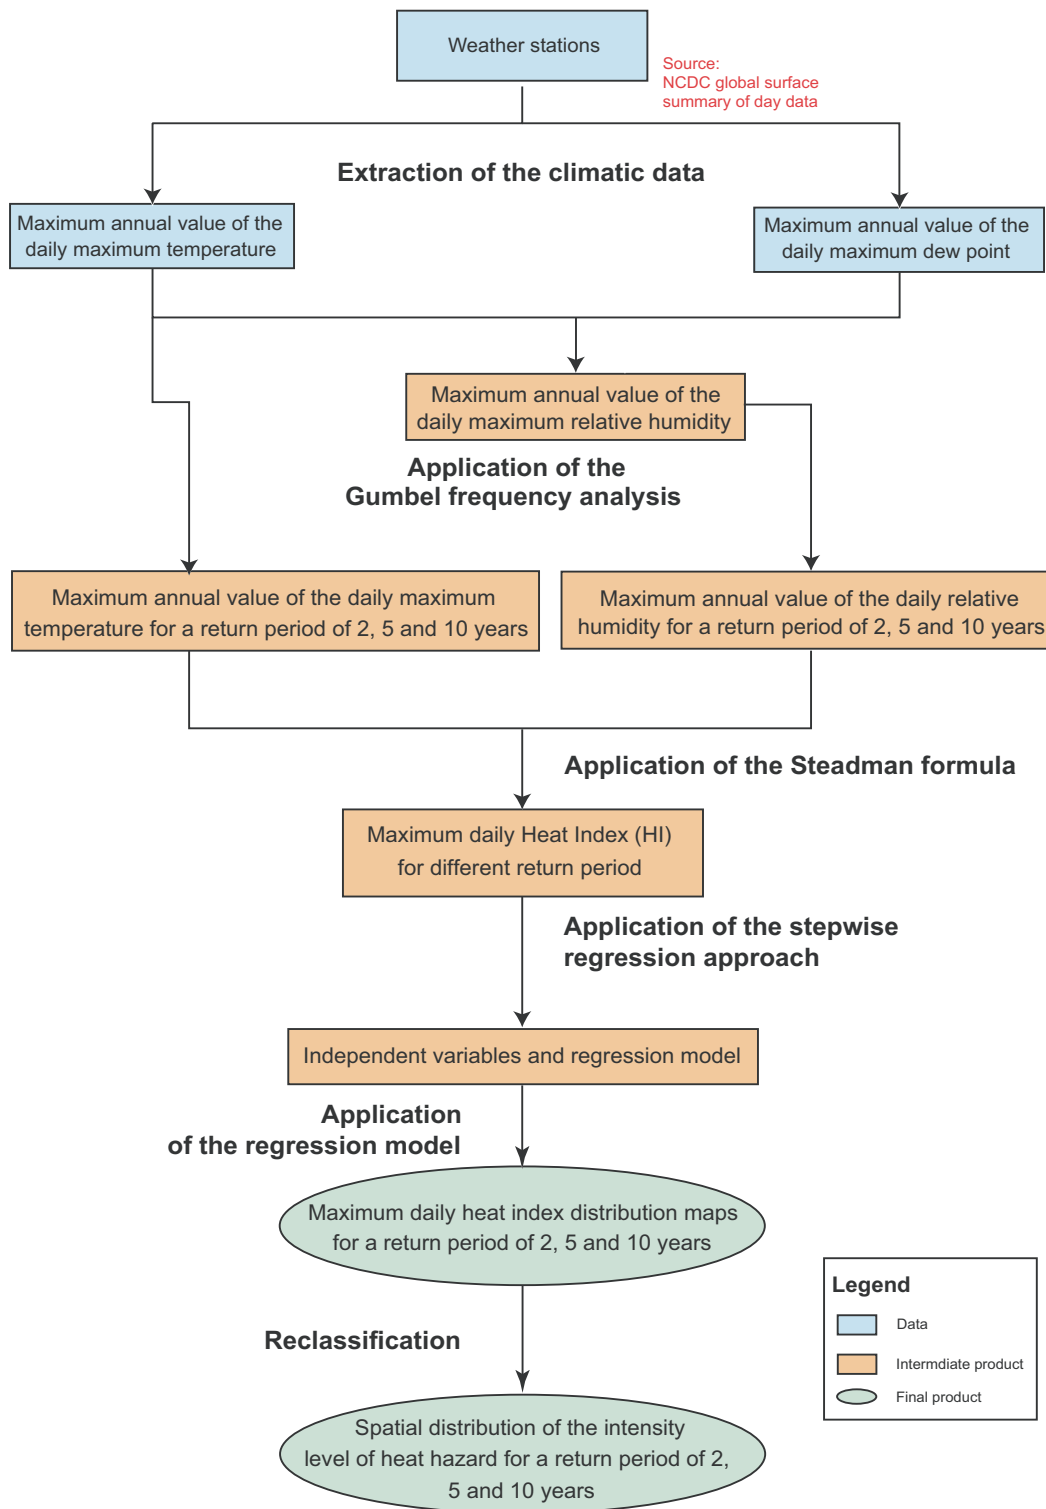 Weather stations
Source:
NCDC global surface
summary of day data
Extraction of the climatic data
Maximum annual value of the
daily maximum temperature
Maximum annual value of the
daily maximum dew point
Maximum annual value of the
daily maximum relative humidity
Application of the
Gumbel frequency analysis
Maximum annual value of the daily maximum
temperature for a return period of 2, 5 and 10 years
Maximum annual value of the daily relative
humidity for a return period of 2, 5 and 10 years
Application of the Steadman formula
Maximum daily Heat Index (HI)
for different return period
Application of the stepwise
regression approach
Independent variables and regression model
Application
of the regression model
Maximum daily heat index distribution maps
for a return period of 2, 5 and 10 years
Reclassification
Spatial distribution of the intensity
level of heat hazard for a return period of 2,
5 and 10 years
Legend
Data
Intermdiate product
Final product